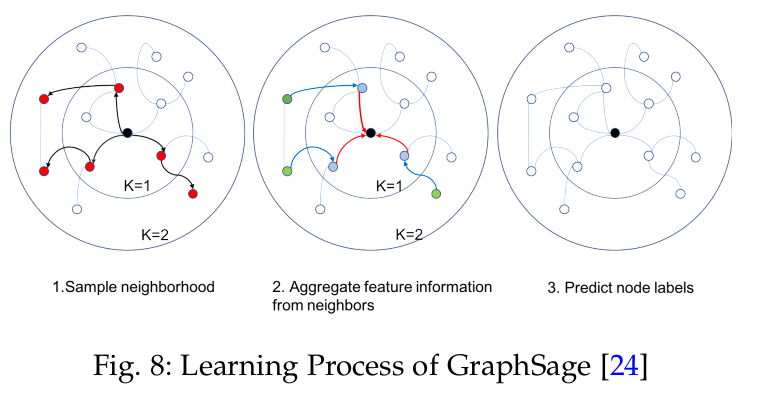 K=1
K=2
K=1
K=2
1.Sample neighborhood
2. Aggregate feature information
from neighbors
3. Predict node labels
Fig. 8: Learning Process of GraphSage [24]